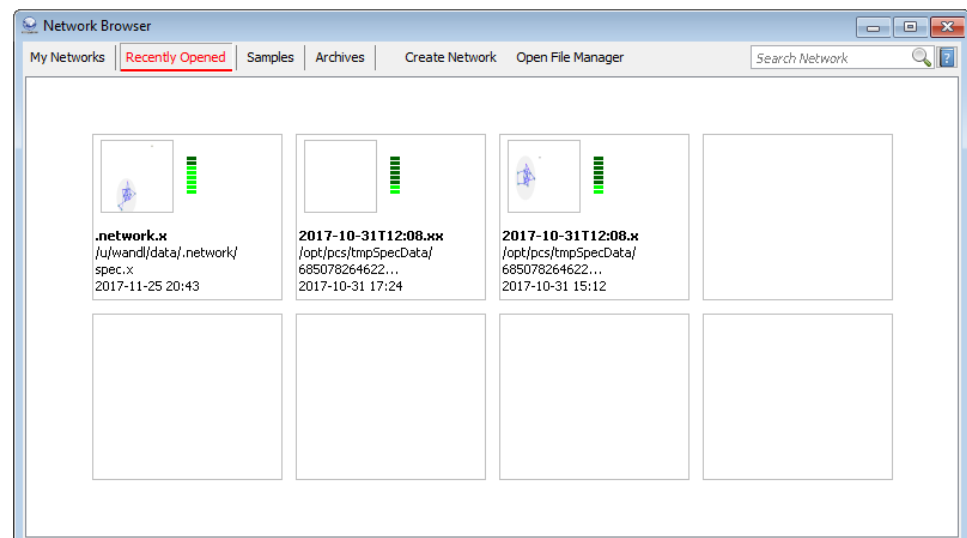 Network Browser
My Networks Recently Opened Samples Archives Create Network Open File Manager Search Network ?
.network.x
/u/wandl/data/.network/
spec.x
2017-11-25 20:43
2017-10-31T12:08.xx
/opt/pcs/tmpSpecData/
685078264622...
2017-10-31 17:24
2017-10-31T12:08.x
/opt/pcs/tmpSpecData/
685078264622...
2017-10-31 15:12